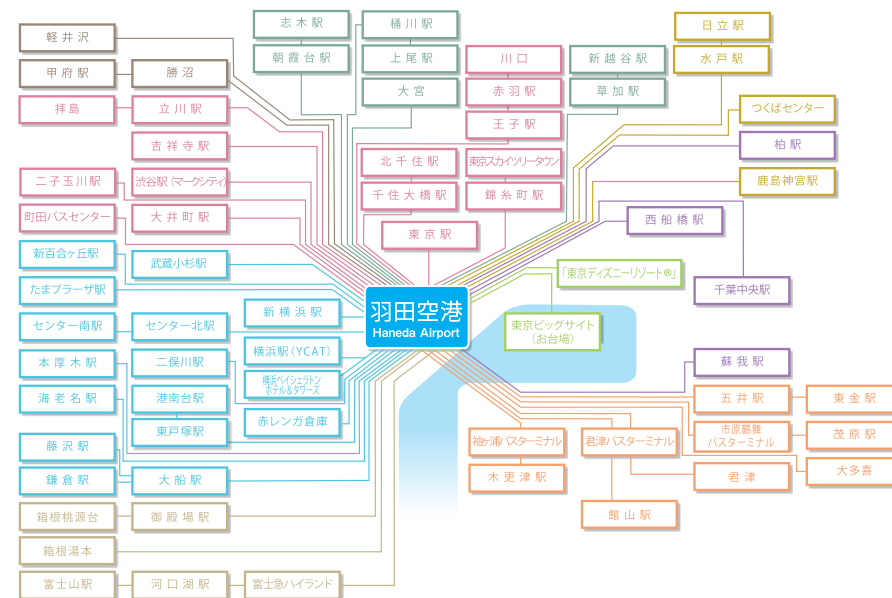 志木駅
桶川駅
日立駅
軽井沢
朝霞台駅
上尾駅
川口
新越谷駅
水戸駅
甲府駅
勝沼
大宮
赤羽駅
草加駅
拝島
立川駅
王子駅
つくばセンター
吉祥寺駅
北千住駅
東京スカイツリータウン
柏駅
二子玉川駅
渋谷駅（マークシティ）
千住大橋駅
錦糸町駅
鹿島神宮駅
町田バスセンター
大井町駅
東京駅
西船橋駅
新百合ヶ丘駅
武蔵小杉駅
「東京ディズニーリゾート®」
たまプラーザ駅
千葉中央駅
新横浜駅
羽田空港
Haneda Airport
センター南駅
センター北駅
東京ビッグサイト
（お台場）
横浜駅（YCAT）
本厚木駅
二俣川駅
蘇我駅
横浜ベイシェラトン
ホテル&タワーズ
海老名駅
港南台駅
五井駅
東金駅
赤レンガ倉庫
東戸塚駅
市原鶴舞
バスターミナル
茂原駅
藤沢駅
袖ヶ浦バスターミナル
君津バスターミナル
大多喜
鎌倉駅
大船駅
木更津駅
君津
箱根桃源台
御殿場駅
館山駅
箱根湯本
富士山駅
河口湖駅
富士急ハイランド